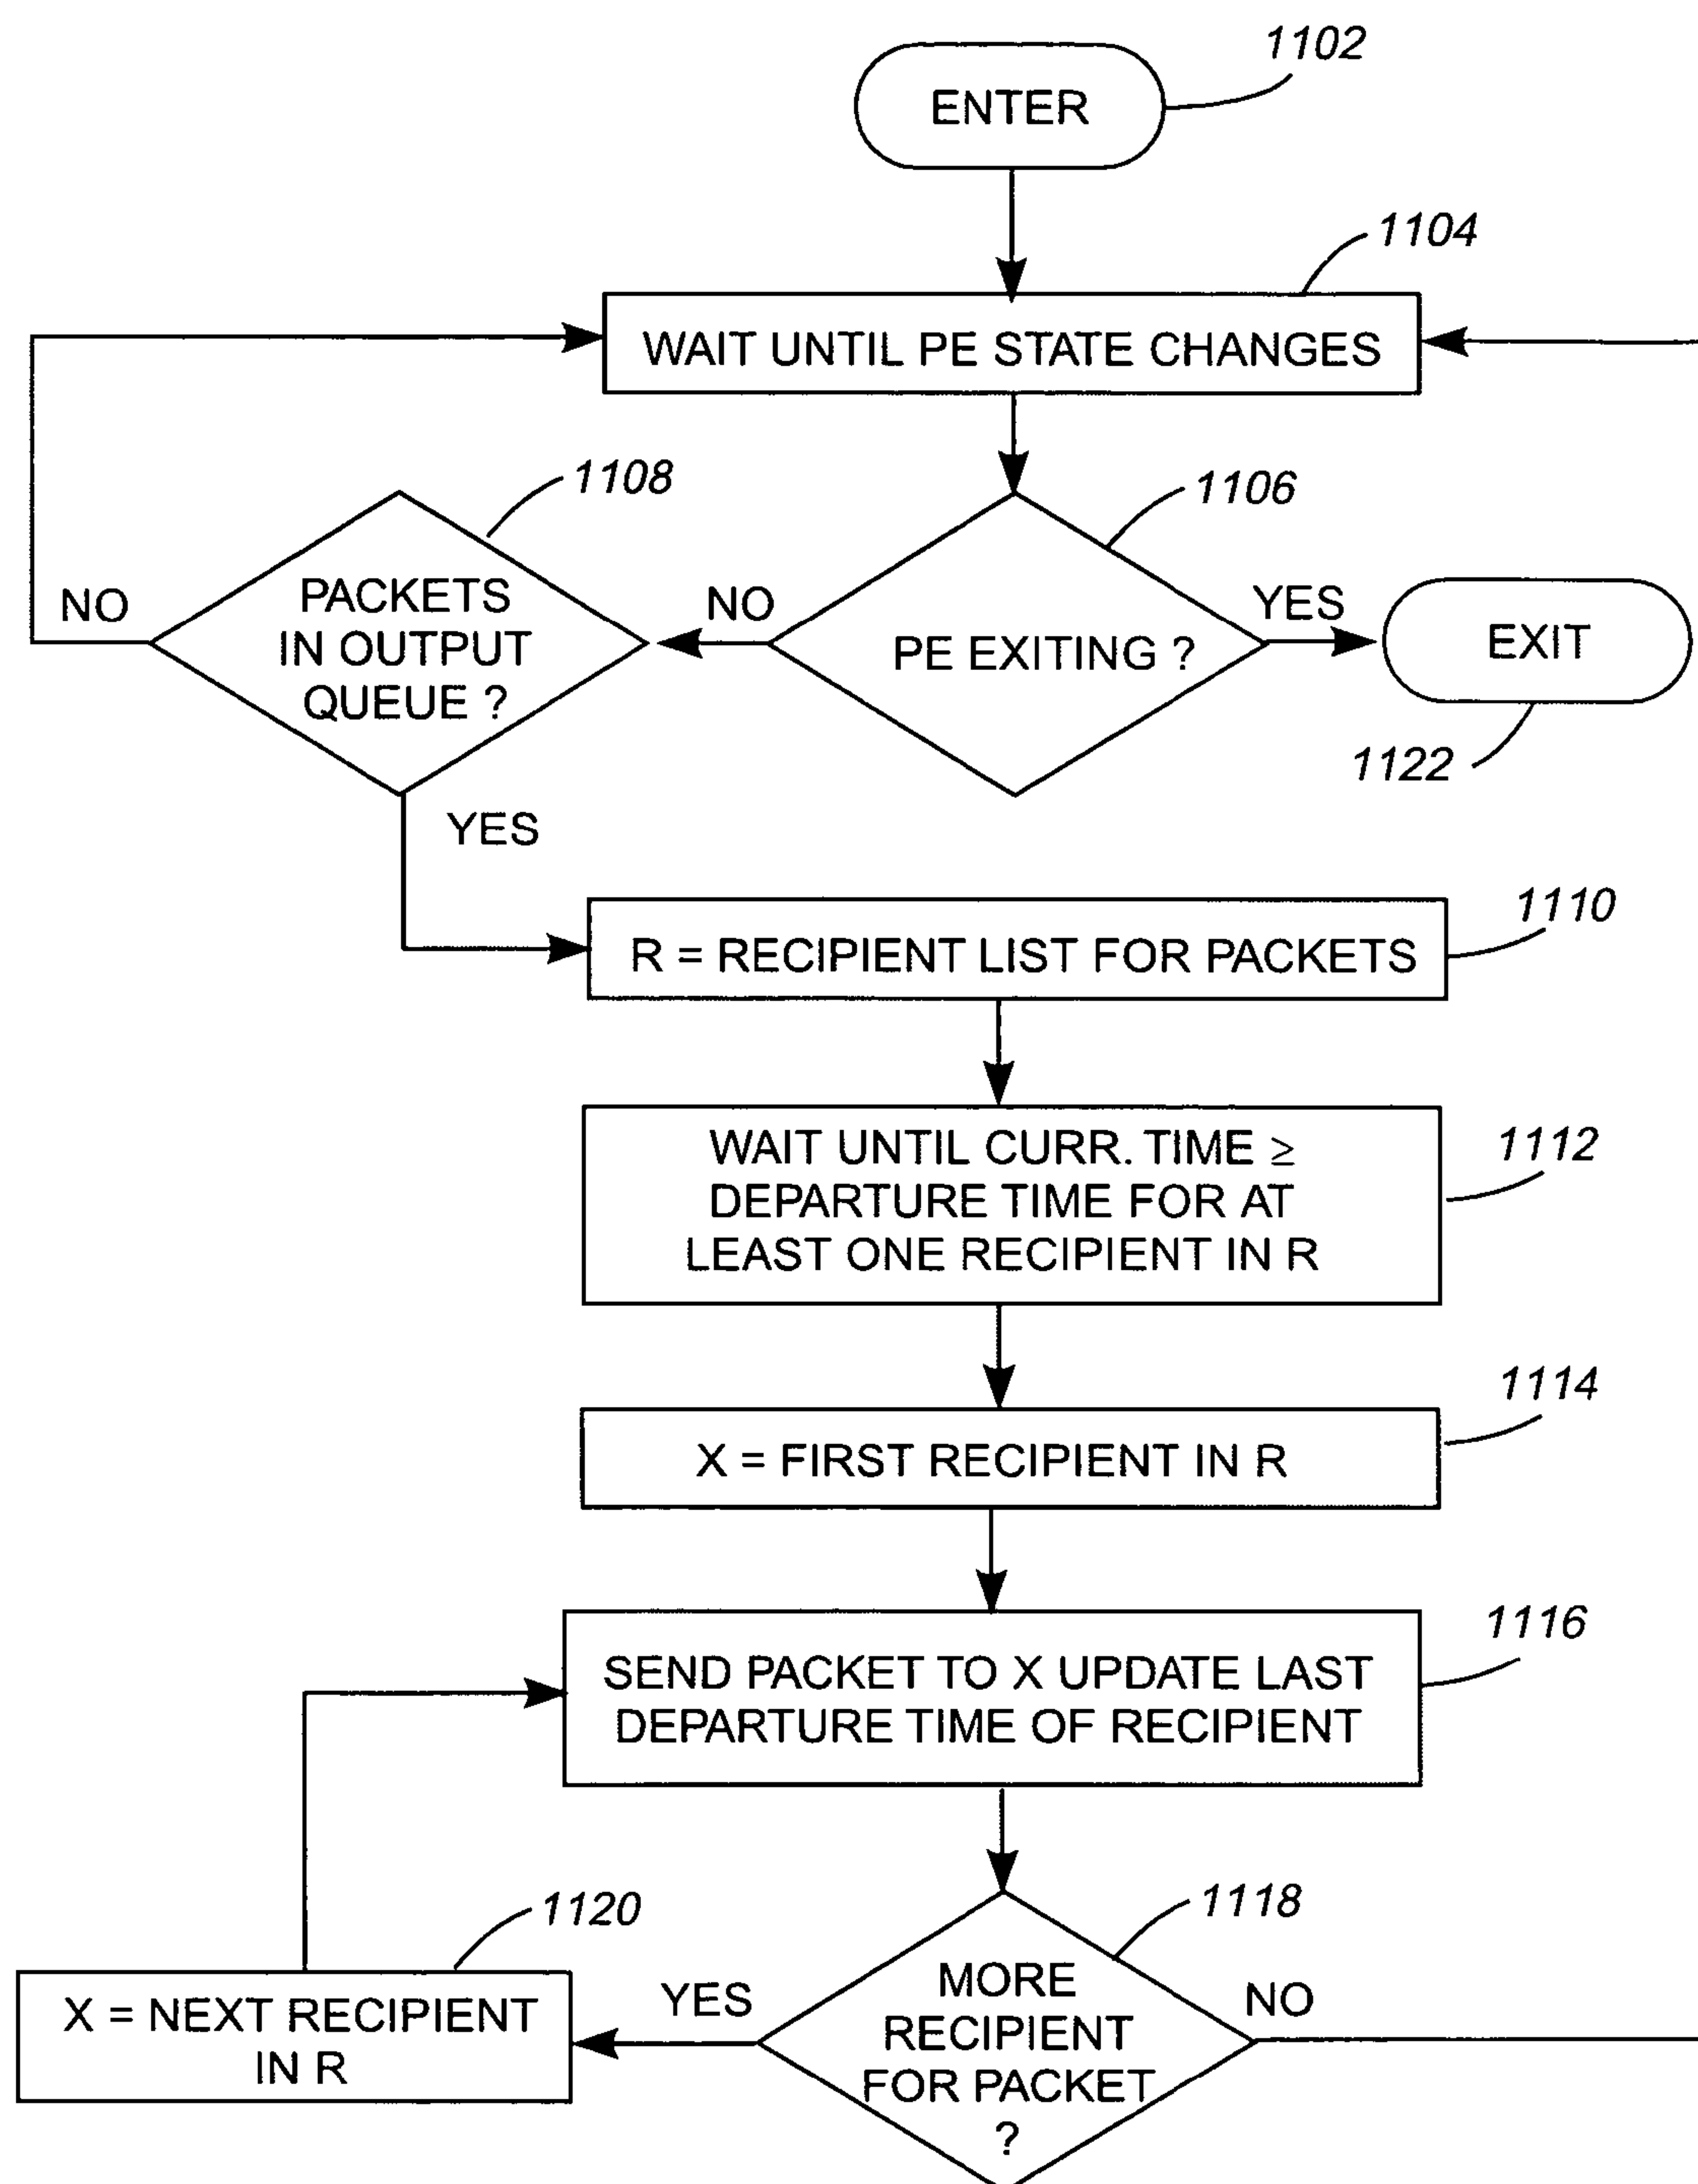 1102
ENTER
1104
WAIT UNTIL PE STATE CHANGES
1108
1106
NO
PACKETS
IN OUTPUT
QUEUE ?
NO
PE EXITING ?
YES
EXIT
1122
YES
1110
R = RECIPIENT LIST FOR PACKETS
1112
WAIT UNTIL CURR. TIME ≥
DEPARTURE TIME FOR AT
LEAST ONE RECIPIENT IN R
1114
X = FIRST RECIPIENT IN R
1116
SEND PACKET TO X UPDATE LAST
DEPARTURE TIME OF RECIPIENT
1120
1118
X = NEXT RECIPIENT
IN R
YES
MORE
RECIPIENT
FOR PACKET
?
NO